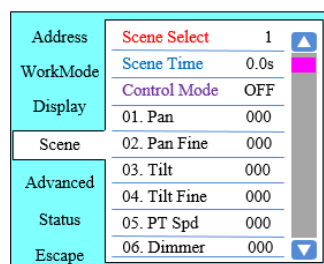 Address
WorkMode
Display
Scene
Advanced
Status
Escape
Scene Select 1
Scene Time 0.0s
Control Mode OFF
01. Pan 000
02. Pan Fine 000
03. Tilt 000
04. Tilt Fine 000
05. PT Spd 000
06. Dimmer 000